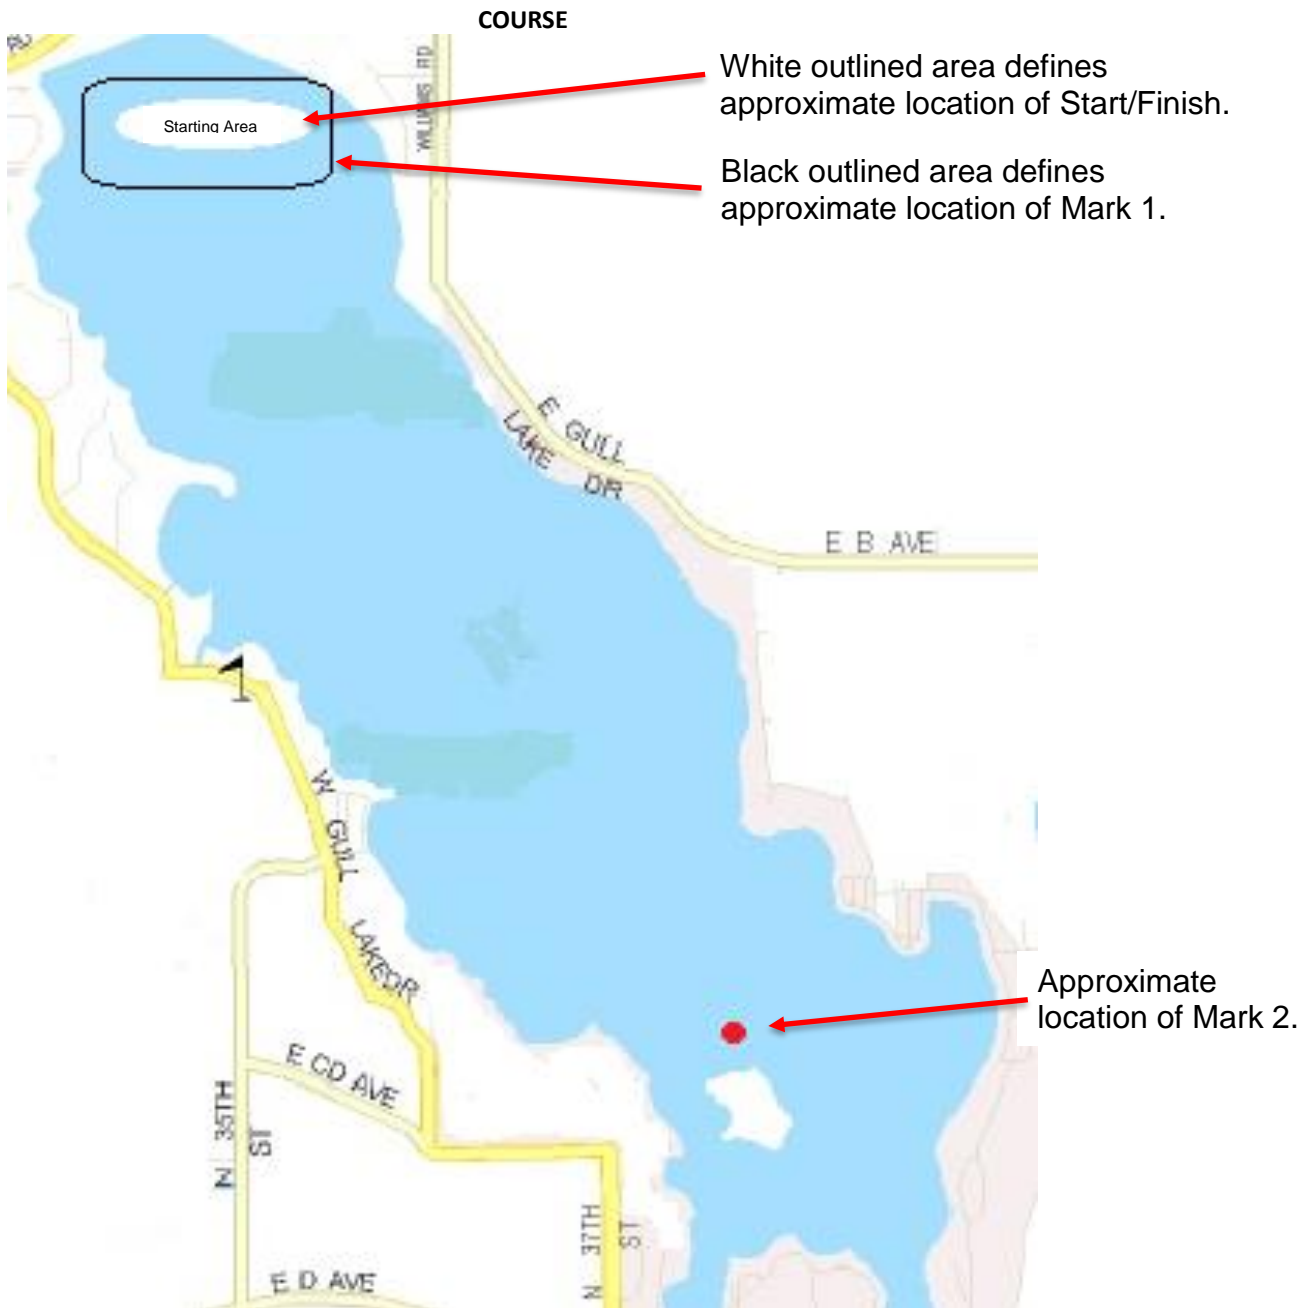 COURSE
RD
WILLIAMS RD
White outlined area defines
approximate location of Start/Finish.
Starting Area
Black outlined area defines
approximate location of Mark 1.
E GULL
LAKE DR
E B AVE
W GULL
LAKE DR
Approximate
location of Mark 2.
E CD AVE
N 35TH
ST
N 37TH
ST
E D AVE